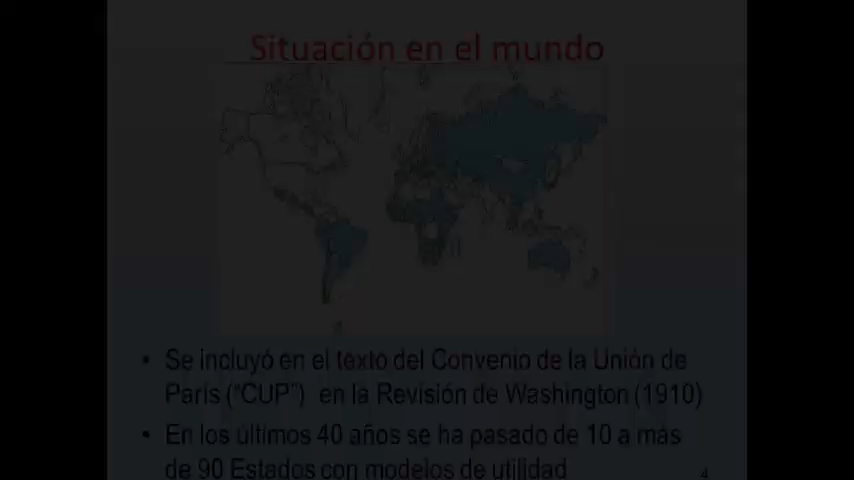 Situación en el mundo
• Se incluyó en el texto del Convenio de la Unión de
París ("CUP") en la Revisión de Washington (1910)
• En los últimos 40 años se ha pasado de 10 a más
de 90 Estados con modelos de utilidad
4